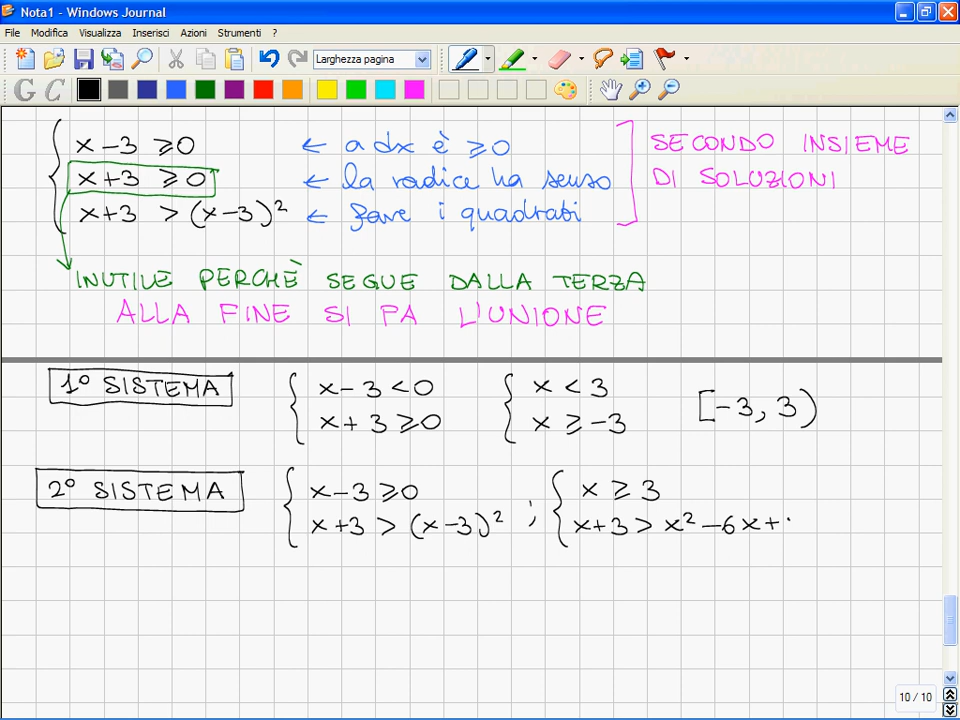 Nota1 - Windows Journal
File Modifica Visualizza Inserisci Azioni Strumenti ?
Larghezza pagina
G C
x-3 ≥0 ← a dx è ≥0
x+3 ≥0 ← la radice ha senso
x+3 >(x-3)² ← fare i quadrati
SECONDO INSIEME
DI SOLUZIONI
INUTILE PERCHÈ SEGUE DALLA TERZA
ALLA FINE SI FA L'UNIONE
1° SISTEMA
x-3<0
x+3≥0
x<3
x≥-3
[-3, 3)
2° SISTEMA
x-3≥0
x+3>(x-3)² ;
x≥3
x+3>x²-6x+
10 / 10